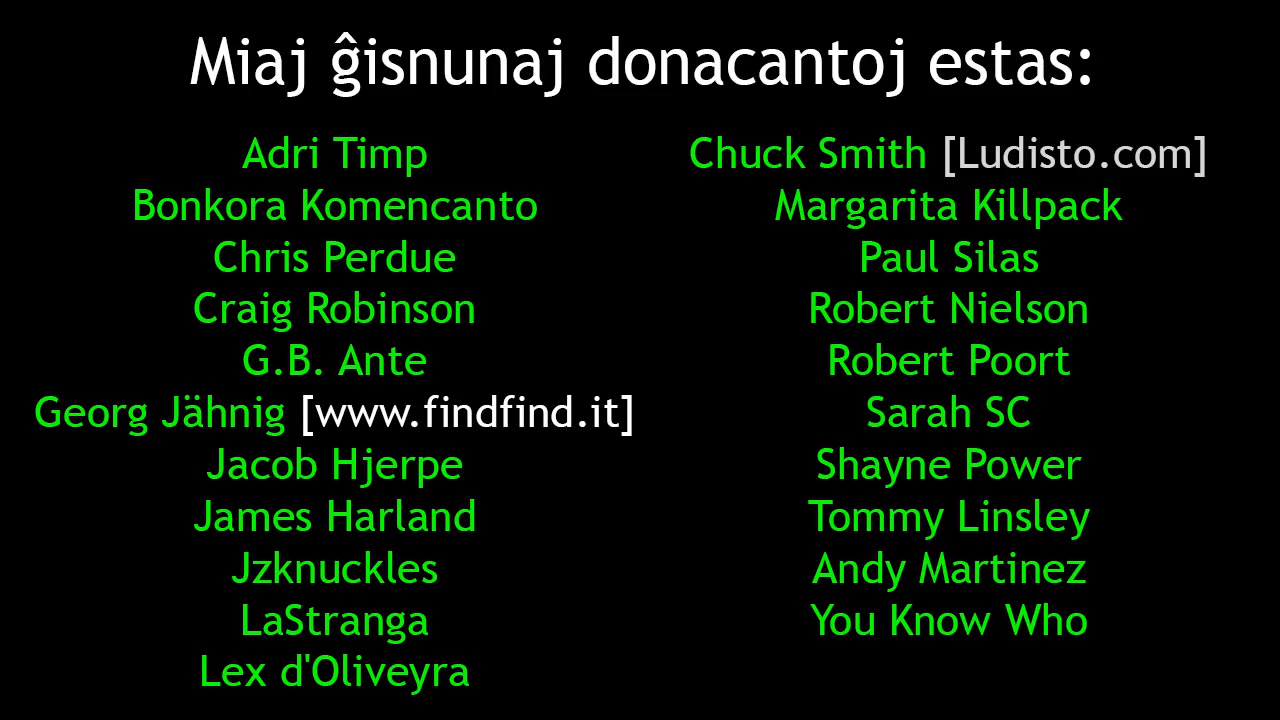 Miaj ĝisnunaj donacantoj estas:
Adri Timp
Bonkora Komencanto
Chris Perdue
Craig Robinson
G.B. Ante
Georg Jähnig [www.findfind.it]
Jacob Hjerpe
James Harland
Jzknuckles
LaStranga
Lex d'Oliveyra
Chuck Smith [Ludisto.com]
Margarita Killpack
Paul Silas
Robert Nielson
Robert Poort
Sarah SC
Shayne Power
Tommy Linsley
Andy Martinez
You Know Who